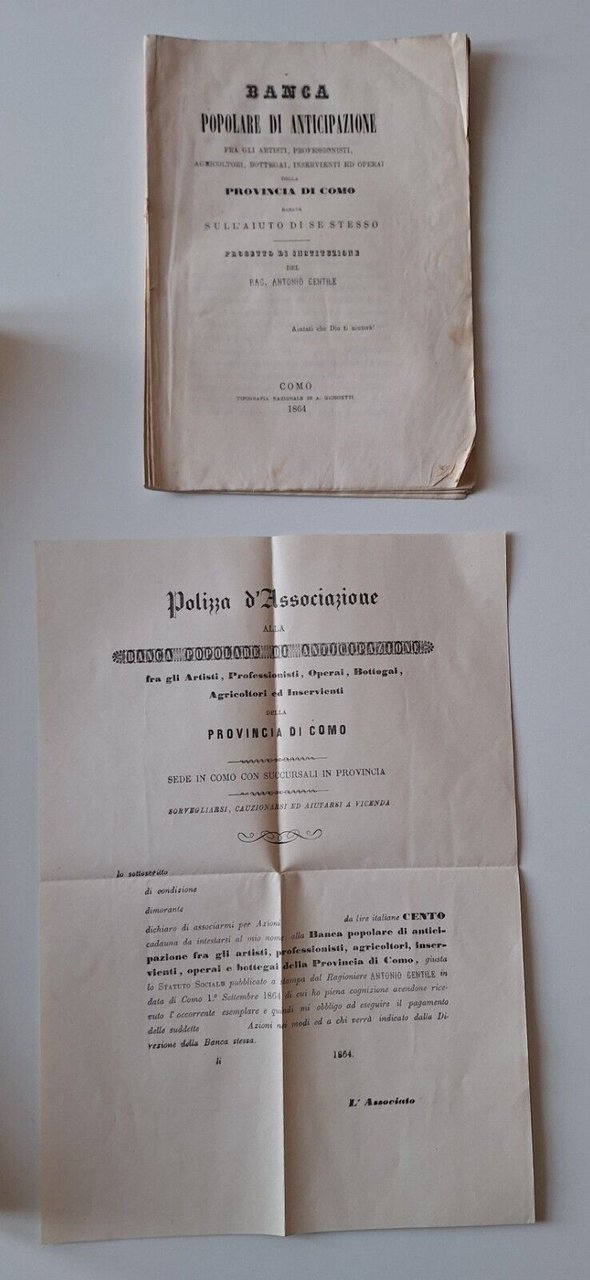 BANCA
POPOLARE DI ANTICIPAZIONE
FRA GLI ARTISTI, PROFESSIONISTI,
AGRICOLTORI, BOTTEGAI, INSERVIENTI ED OPERAI
DELLA
PROVINCIA DI COMO
BASATA
SULL'AIUTO DI SE STESSO
PROGETTO DI INSTITUZIONE
DEL
RAG. ANTONIO GENTILE
Aiutati che Dio ti aiuterà!
COMO
TIPOGRAFIA NAZIONALE DI A. GIORGETTI
1864
Polizza d'Associazione
ALLA
BANCA POPOLARE DI ANTICIPAZIONE
fra gli Artisti, Professionisti, Operai, Bottegai,
Agricoltori ed Inservienti
DELLA
PROVINCIA DI COMO
SEDE IN COMO CON SUCCURSALI IN PROVINCIA
SORVEGLIARSI, CAUZIONARSI ED AIUTARSI A VICENDA
Io sottoscritto
di condizione
dimorante
dichiaro di associarmi per Azioni da lire italiane CENTO
cadauna da intestarsi al mio nome, alla Banca popolare di antici-
pazione fra gli artisti, professionisti, agricoltori, inser-
vienti, operai e bottegai della Provincia di Como, giusta
lo STATUTO SOCIALE pubblicato a stampa dal Ragioniere ANTONIO GENTILE in
data di Como 1.º Settembre 1864 di cui ho piena cognizione avendone rice-
vuto l'occorrente esemplare e quindi mi obbligo ad eseguire il pagamento
delle suddette Azioni nei modi ed a chi verrà indicato dalla Di-
rezione della Banca stessa.
li 1864.
L'Associato